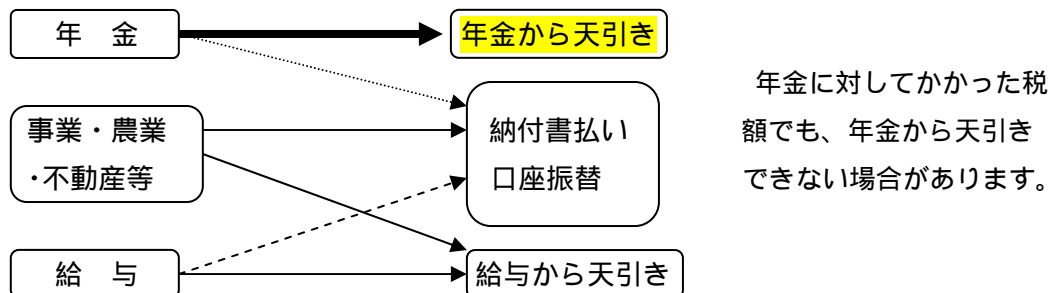 年　金
年金から天引き
事業・農業
・不動産等
納付書払い
口座振替
給　与
給与から天引き
年金に対してかかった税
額でも、年金から天引き
できない場合があります。